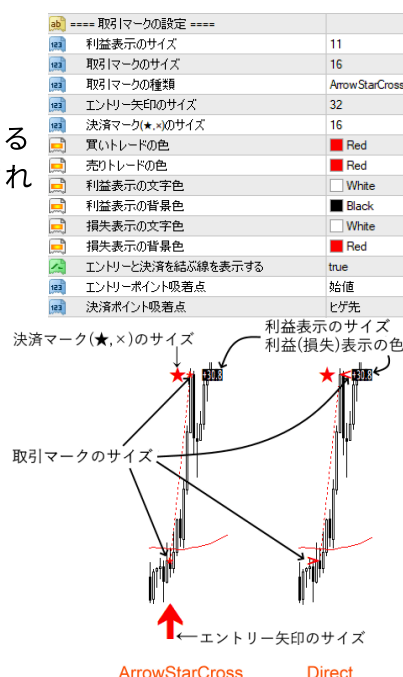 ==== 取引マークの設定 ====
利益表示のサイズ 11
取引マークのサイズ 16
取引マークの種類 ArrowStarCross
エントリー矢印のサイズ 32
決済マーク(★,×)のサイズ 16
買いトレードの色 Red
売りトレードの色 Red
利益表示の文字色 White
利益表示の背景色 Black
損失表示の文字色 White
損失表示の背景色 Red
エントリーと決済を結ぶ線を表示する true
エントリーポイント吸着点 始値
決済ポイント吸着点 ヒゲ先
る
れ
決済マーク(★,×)のサイズ
利益表示のサイズ
利益(損失)表示の色
+30.8
+30.8
取引マークのサイズ
エントリー矢印のサイズ
ArrowStarCross
Direct